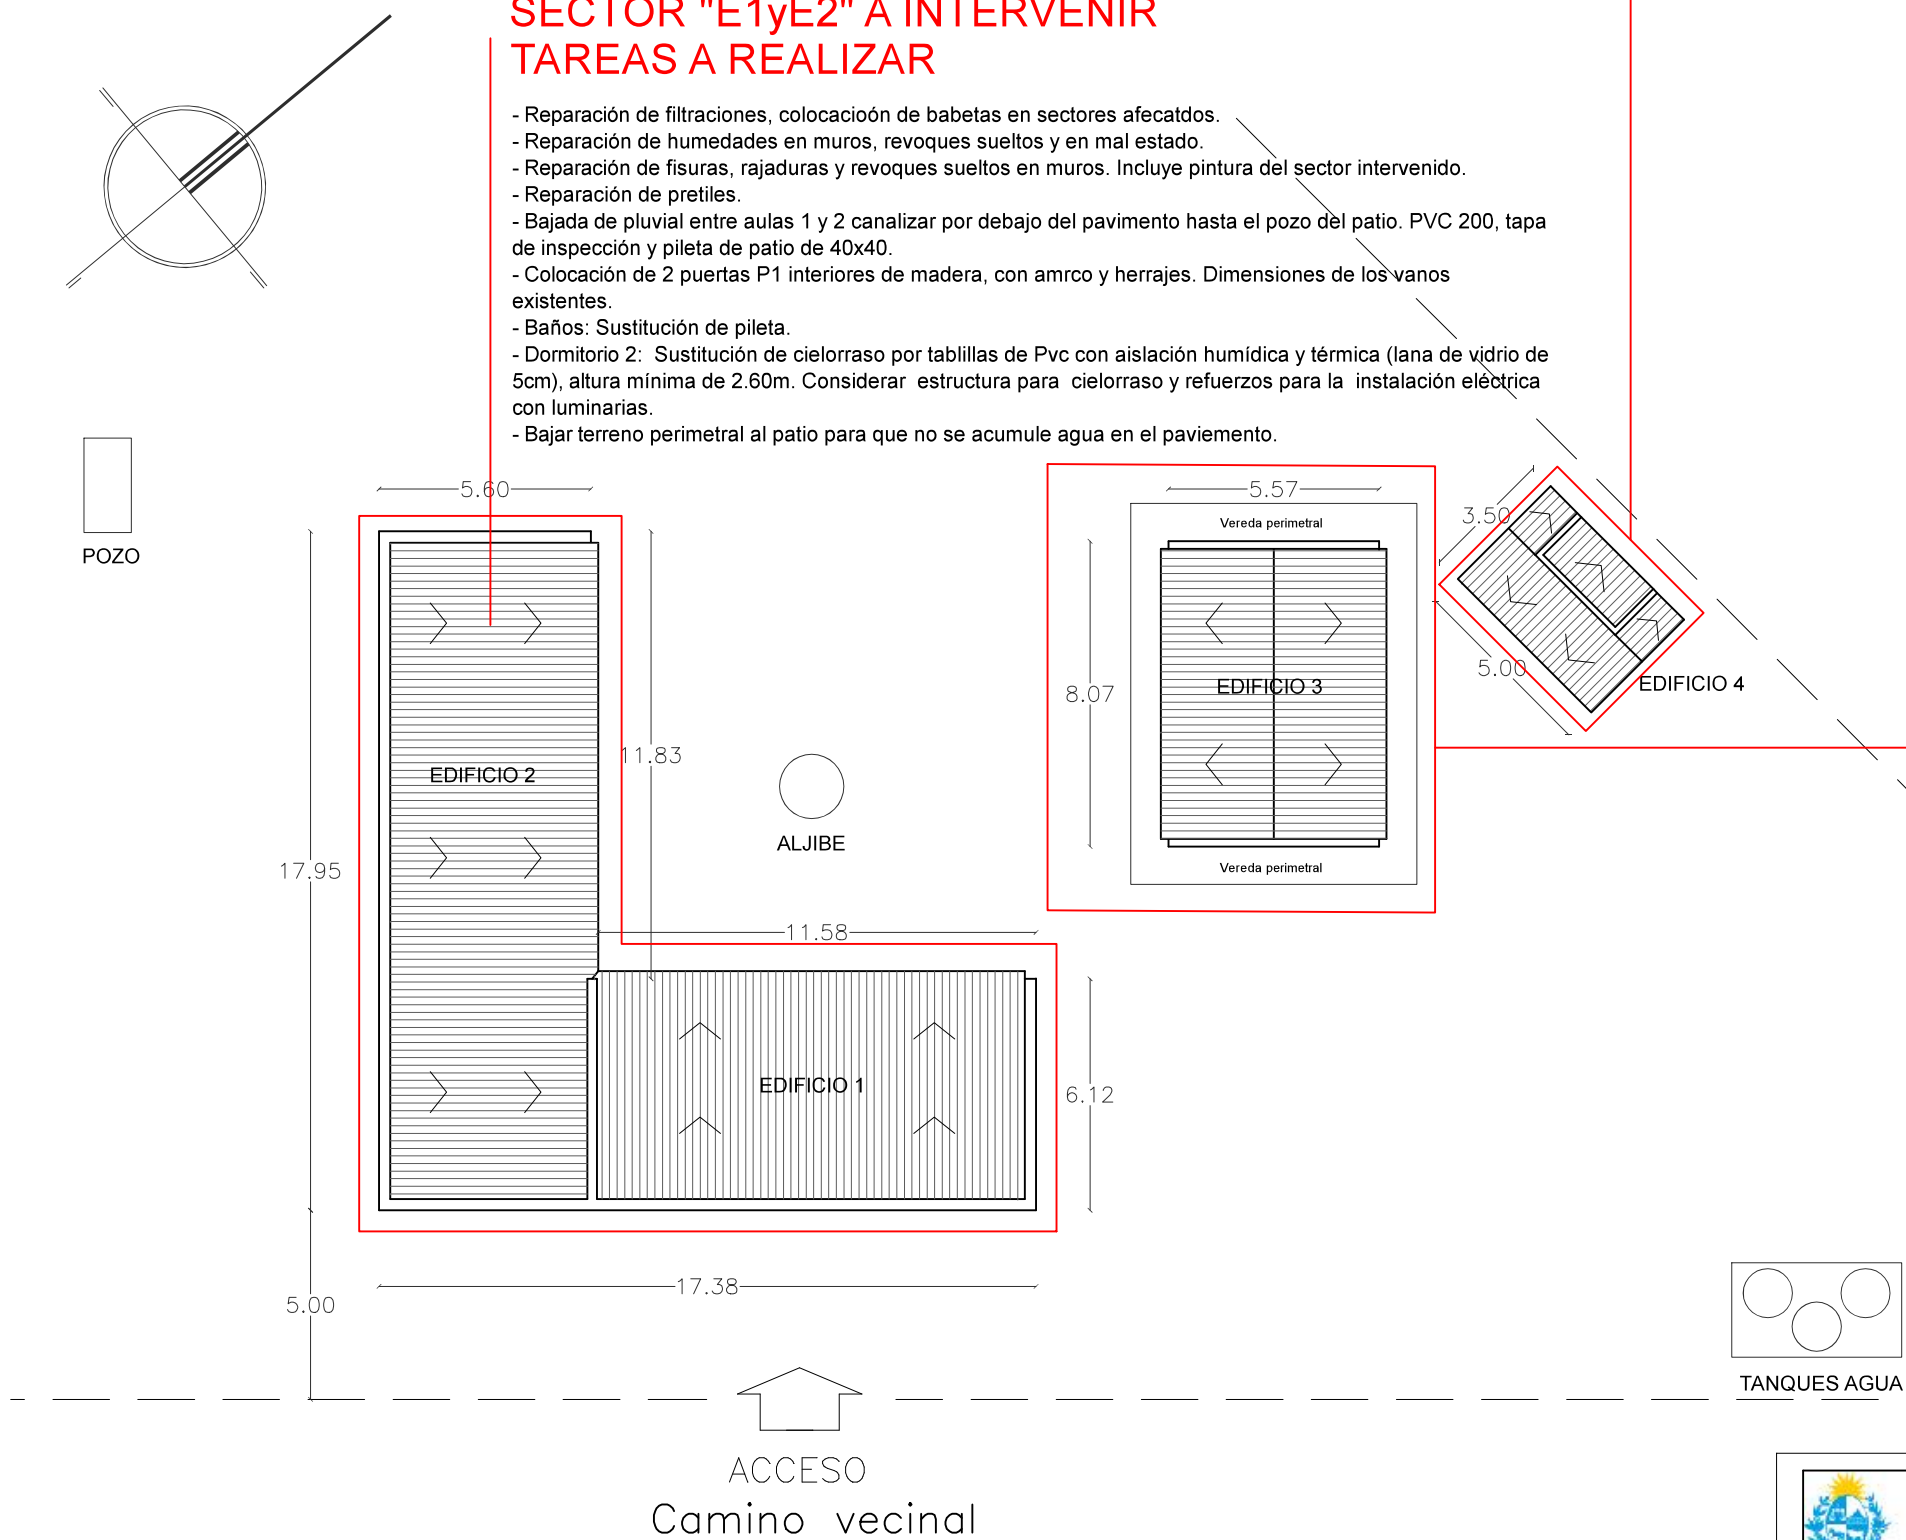 SECTOR "E1yE2" A INTERVENIR
TAREAS A REALIZAR
- Reparación de filtraciones, colocacioón de babetas en sectores afecatdos.
- Reparación de humedades en muros, revoques sueltos y en mal estado.
- Reparación de fisuras, rajaduras y revoques sueltos en muros. Incluye pintura del sector intervenido.
- Reparación de pretiles.
- Bajada de pluvial entre aulas 1 y 2 canalizar por debajo del pavimento hasta el pozo del patio. PVC 200, tapa
de inspección y pileta de patio de 40x40.
- Colocación de 2 puertas P1 interiores de madera, con amrco y herrajes. Dimensiones de los vanos
existentes.
- Baños: Sustitución de pileta.
- Dormitorio 2: Sustitución de cielorraso por tablillas de Pvc con aislación humídica y térmica (lana de vidrio de
5cm), altura mínima de 2.60m. Considerar estructura para cielorraso y refuerzos para la instalación eléctrica
con luminarias.
- Bajar terreno perimetral al patio para que no se acumule agua en el paviemento.
POZO
5.60
5.57
3.50
Vereda perimetral
5.00
EDIFICIO 3
EDIFICIO 4
8.07
11.83
EDIFICIO 2
ALJIBE
17.95
Vereda perimetral
11.58
EDIFICIO 1
6.12
17.38
5.00
TANQUES AGUA
ACCESO
Camino vecinal